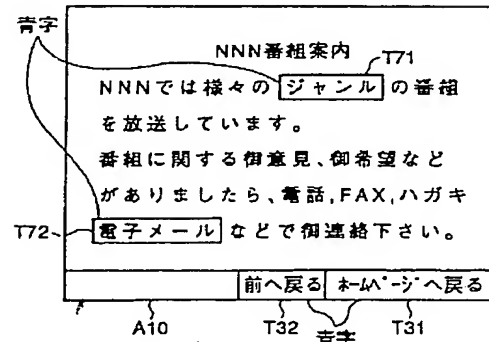 青字
NNN番組案内
T71
NNNでは様々の ジャンル の番組
を放送しています。
番組に関する御意見、御希望など
がありましたら、電話,FAX,ハガキ
T72 電子メール などで御連絡下さい。
前へ戻る ホームページへ戻る
A10 T32 青字 T31